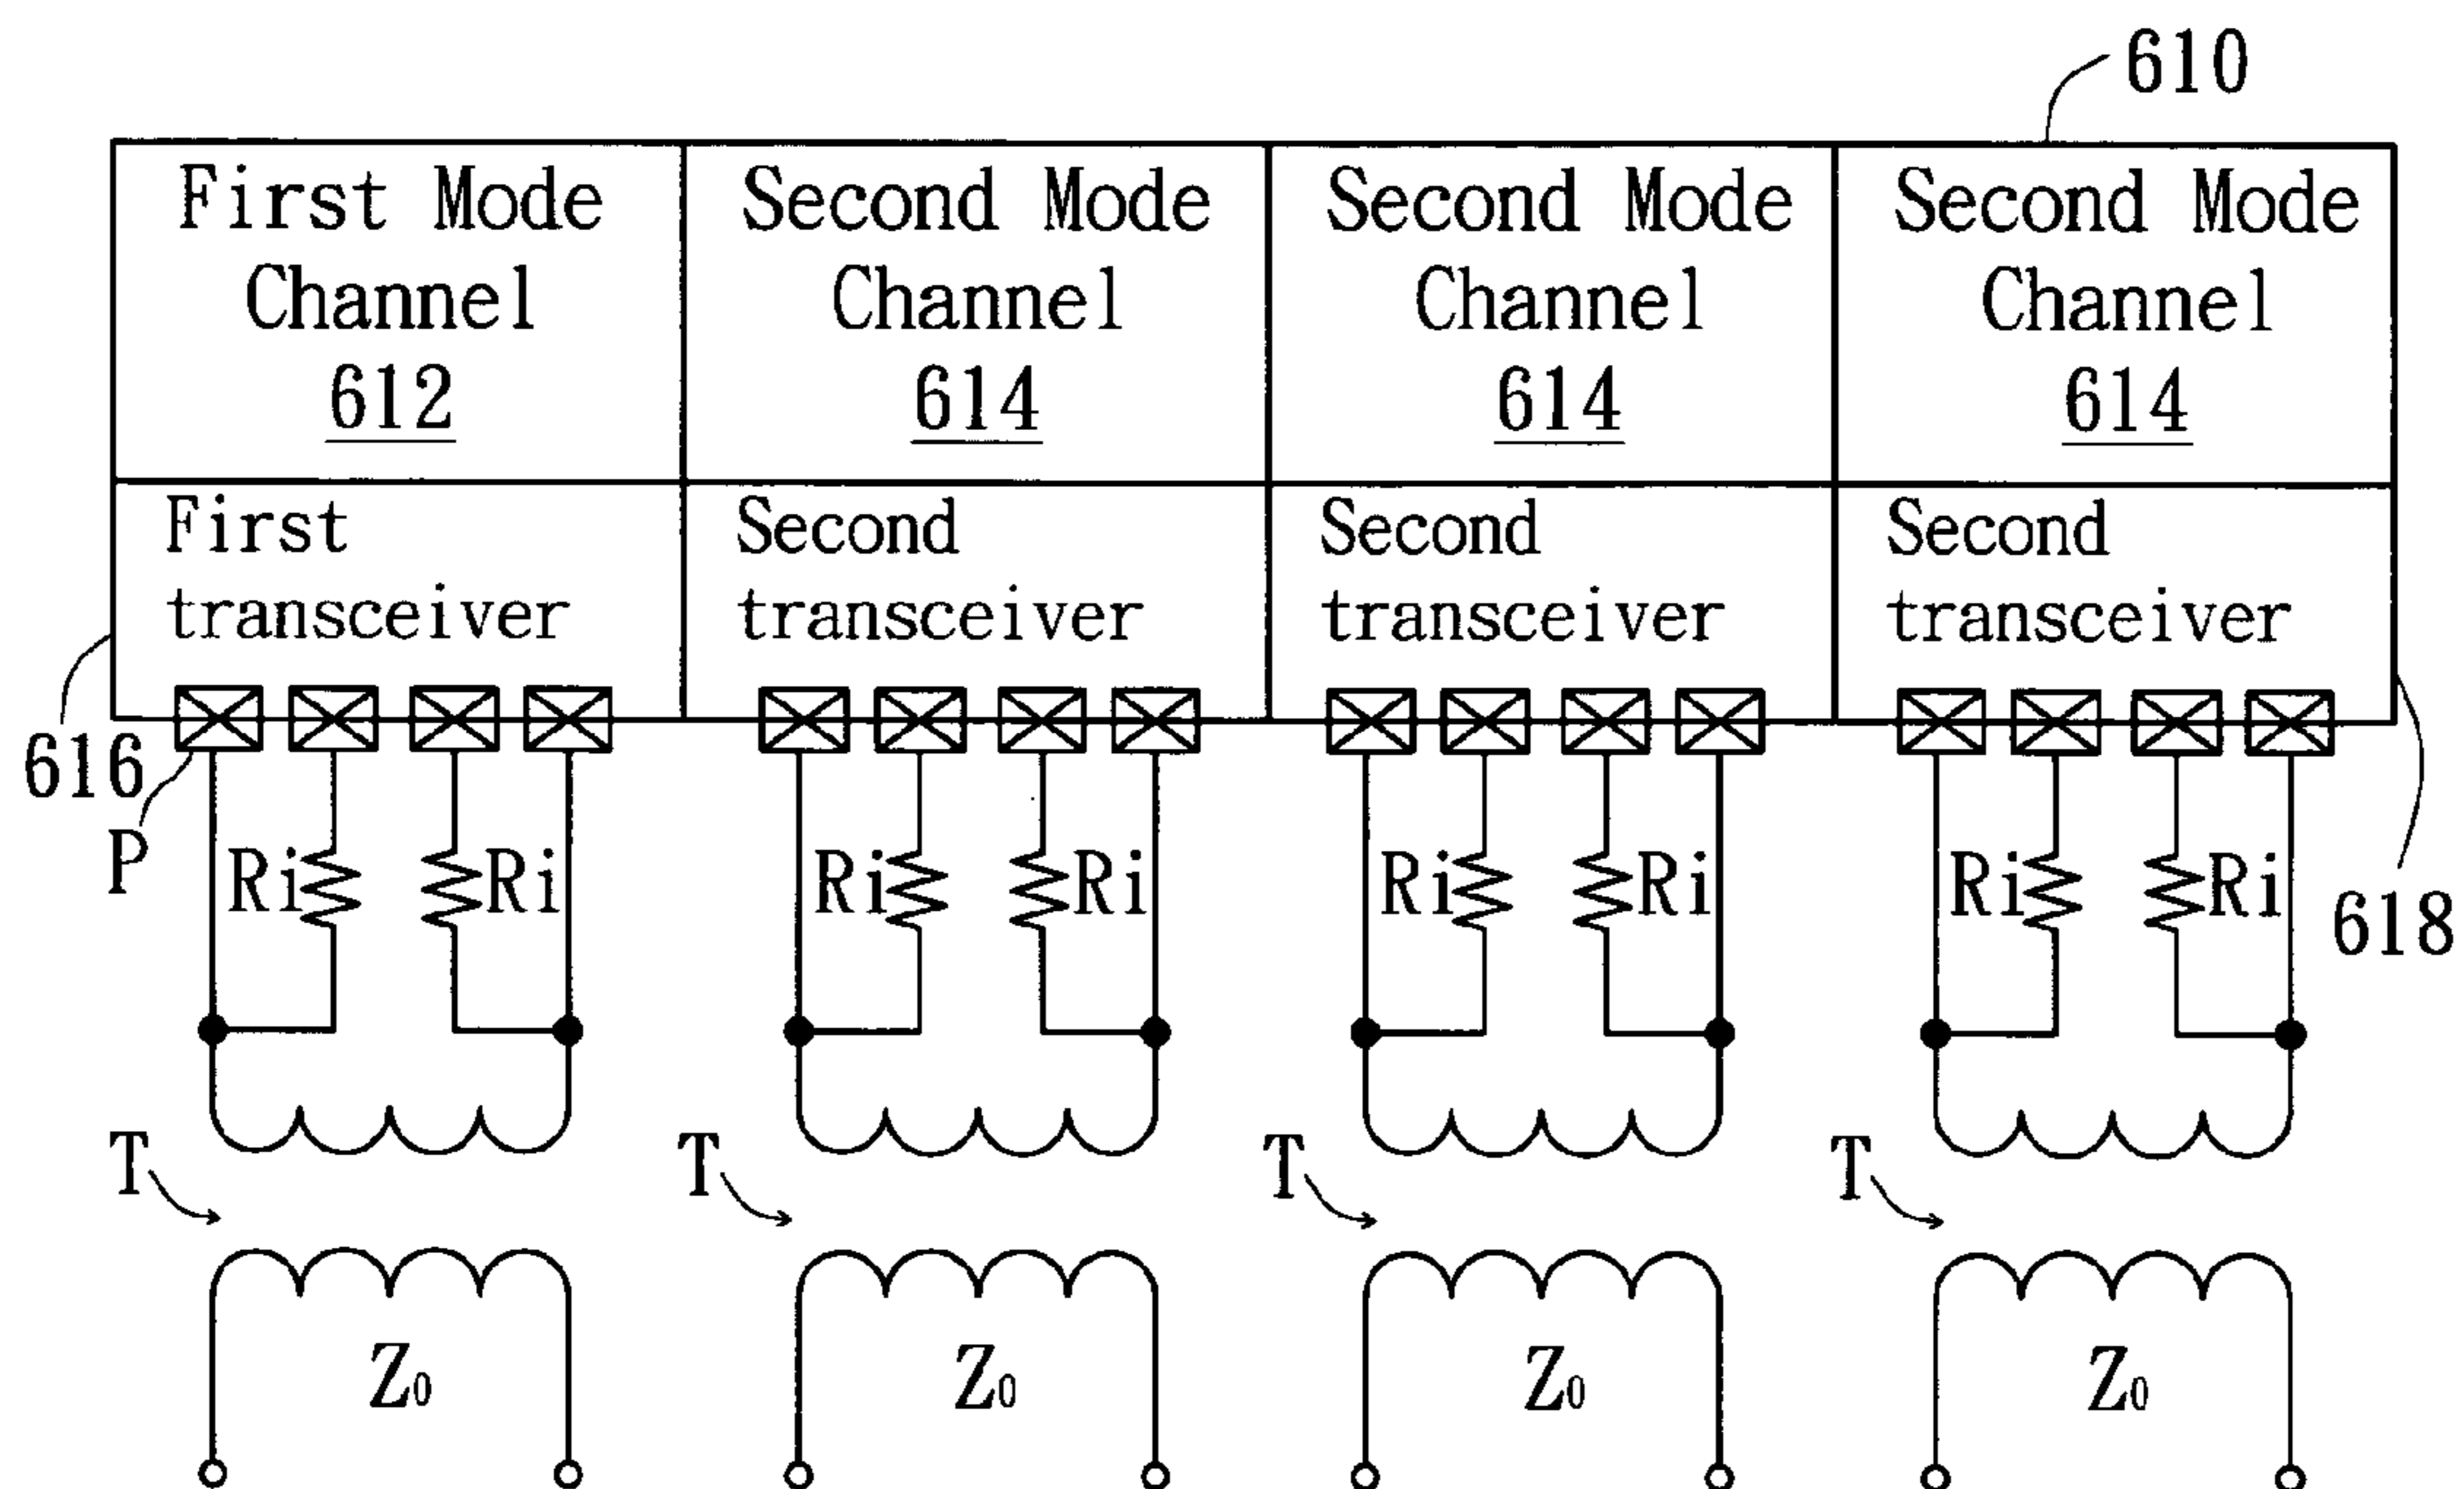 610
First Mode Channel 612
Second Mode Channel 614
Second Mode Channel 614
Second Mode Channel 614
First transceiver
Second transceiver
Second transceiver
Second transceiver
616
P
618
Ri Ri Ri Ri Ri Ri Ri Ri
T T T T
Z0 Z0 Z0 Z0